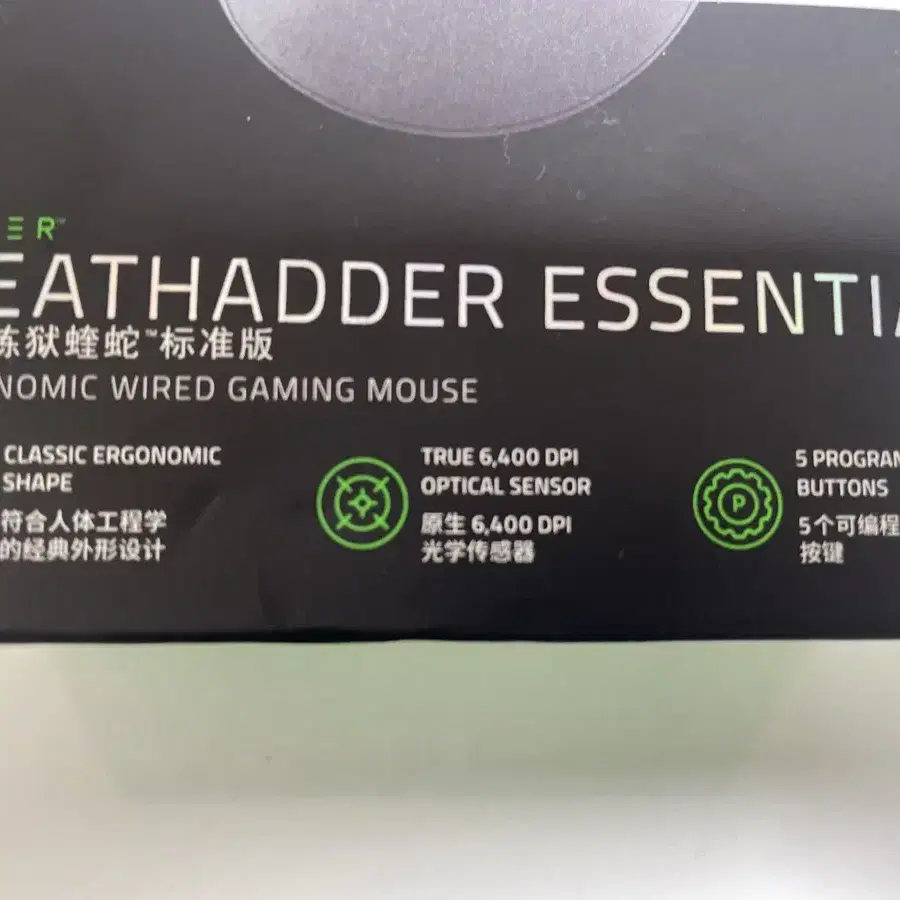 ER™
EATHADDER ESSENTIA
炼狱蝰蛇™标准版
NOMIC WIRED GAMING MOUSE
CLASSIC ERGONOMIC
SHAPE
符合人体工程学
的经典外形设计
TRUE 6,400 DPI
OPTICAL SENSOR
原生 6,400 DPI
光学传感器
P
5 PROGRAM
BUTTONS
5个可编程
按键